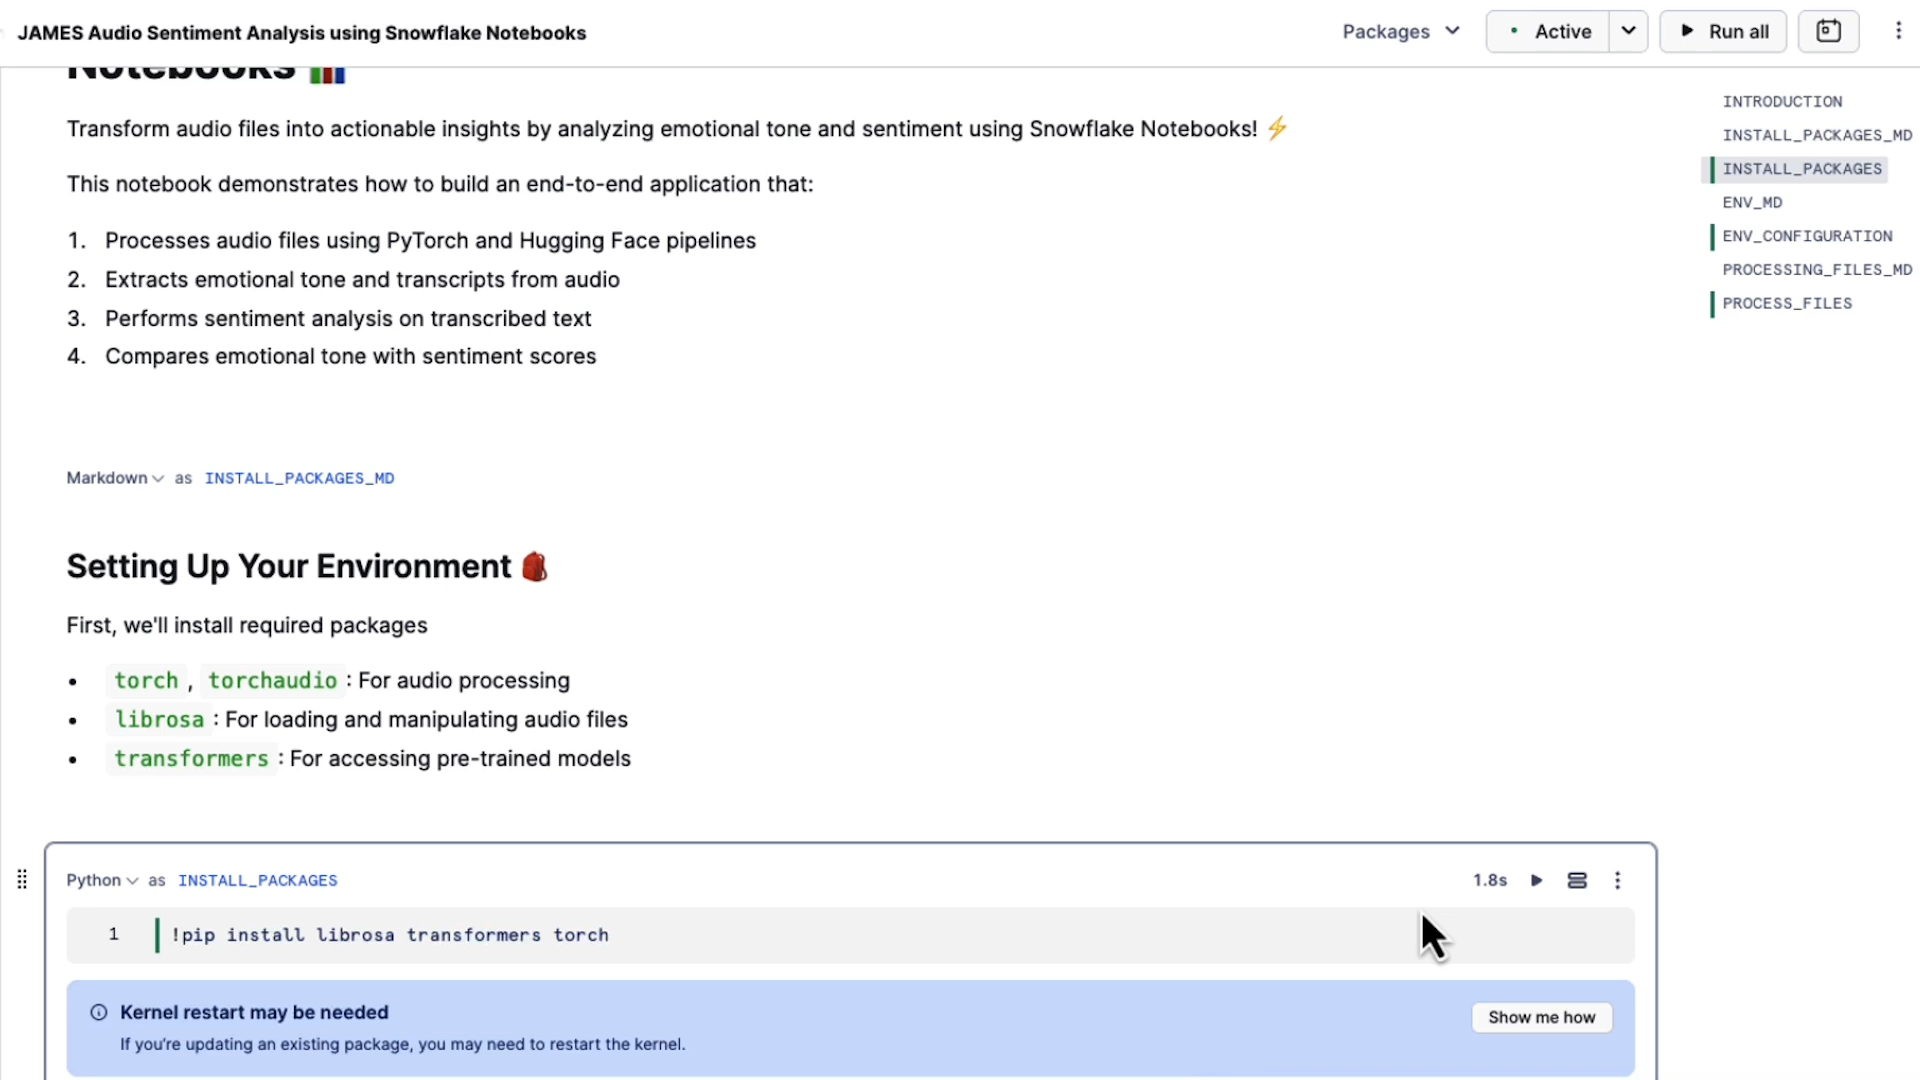 JAMES Audio Sentiment Analysis using Snowflake Notebooks
Packages
Active
Run all
Notebooks
Transform audio files into actionable insights by analyzing emotional tone and sentiment using Snowflake Notebooks! ⚡
This notebook demonstrates how to build an end-to-end application that:
1. Processes audio files using PyTorch and Hugging Face pipelines
2. Extracts emotional tone and transcripts from audio
3. Performs sentiment analysis on transcribed text
4. Compares emotional tone with sentiment scores
Markdown as INSTALL_PACKAGES_MD
Setting Up Your Environment 🎒
First, we'll install required packages
• torch , torchaudio : For audio processing
• librosa : For loading and manipulating audio files
• transformers : For accessing pre-trained models
Python as INSTALL_PACKAGES
1.8s
1 !pip install librosa transformers torch
Kernel restart may be needed
If you're updating an existing package, you may need to restart the kernel.
Show me how
INTRODUCTION
INSTALL_PACKAGES_MD
INSTALL_PACKAGES
ENV_MD
ENV_CONFIGURATION
PROCESSING_FILES_MD
PROCESS_FILES